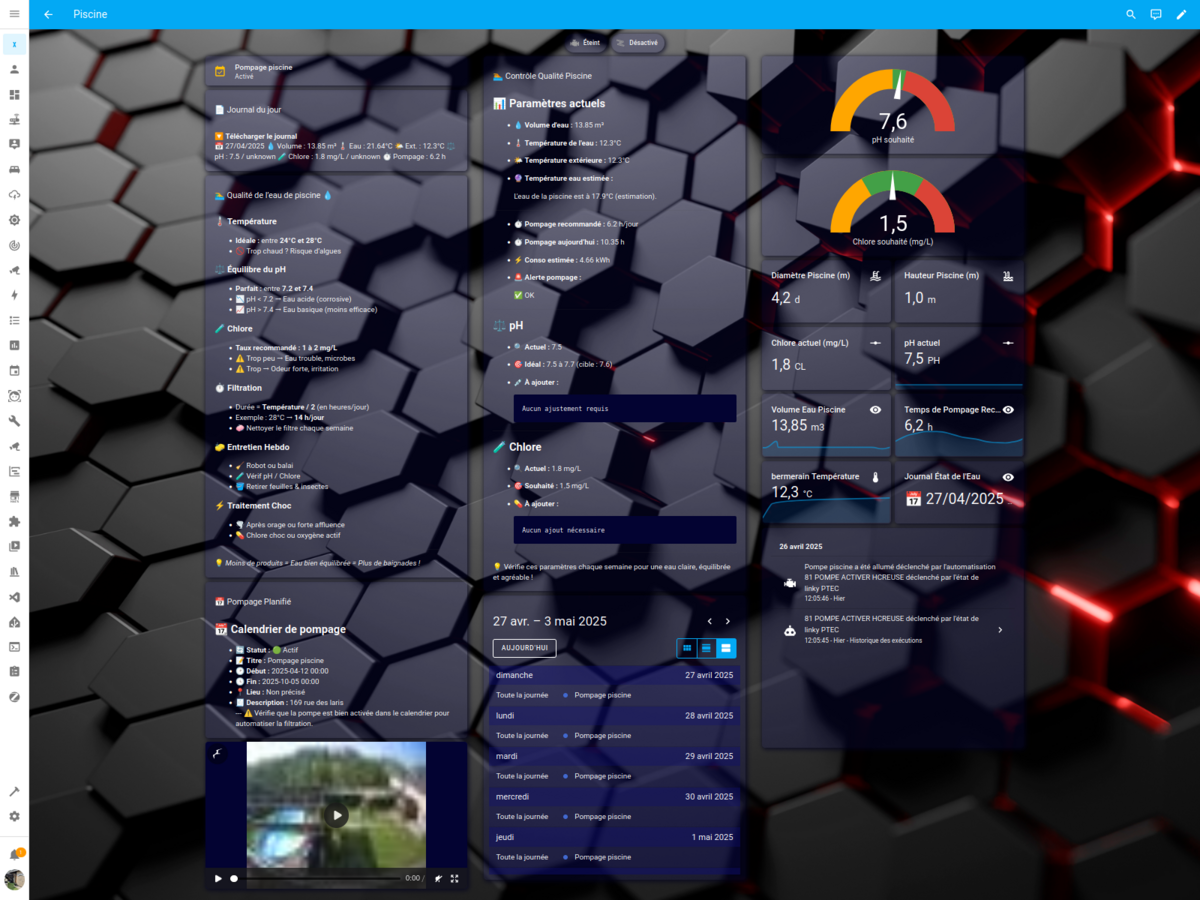 Piscine
Éteint
Désactivé
Pompage piscine
Activé
Journal du jour
Télécharger le journal
27/04/2025 Volume : 13.85 m³ Eau : 21.64°C Ext. : 12.3°C
pH : 7.5 / unknown Chlore : 1.8 mg/L / unknown Pompage : 6.2 h
Qualité de l'eau de piscine
Température
Idéale : entre 24°C et 28°C
Trop chaud ? Risque d'algues
Équilibre du pH
Parfait : entre 7.2 et 7.4
pH < 7.2 → Eau acide (corrosive)
pH > 7.4 → Eau basique (moins efficace)
Chlore
Taux recommandé : 1 à 2 mg/L
Trop peu → Eau trouble, microbes
Trop → Odeur forte, irritation
Filtration
Durée = Température / 2 (en heures/jour)
Exemple : 28°C → 14 h/jour
Nettoyer le filtre chaque semaine
Entretien Hebdo
Robot ou balai
Vérif pH / Chlore
Retirer feuilles & insectes
Traitement Choc
Après orage ou forte affluence
Chlore choc ou oxygène actif
Moins de produits = Eau bien équilibrée = Plus de baignades !
Pompage Planifié
Calendrier de pompage
Statut : Actif
Titre : Pompage piscine
Début : 2025-04-12 00:00
Fin : 2025-10-05 00:00
Lieu : Non précisé
Description : 169 rue des laris
— Vérifie que la pompe est bien activée dans le calendrier pour
automatiser la filtration.
0:00 /
Contrôle Qualité Piscine
Paramètres actuels
Volume d'eau : 13.85 m³
Température de l'eau : 12.3°C
Température extérieure : 12.3°C
Température eau estimée :
L'eau de la piscine est à 17.9°C (estimation).
Pompage recommandé : 6.2 h/jour
Pompage aujourd'hui : 10.35 h
Conso estimée : 4.66 kWh
Alerte pompage :
OK
pH
Actuel : 7.5
Idéal : 7.5 à 7.7 (cible : 7.6)
À ajouter :
Aucun ajustement requis
Chlore
Actuel : 1.8 mg/L
Souhaité : 1.5 mg/L
À ajouter :
Aucun ajout nécessaire
Vérifie ces paramètres chaque semaine pour une eau claire, équilibrée
et agréable !
27 avr. – 3 mai 2025
AUJOURD'HUI
dimanche 27 avril 2025
Toute la journée Pompage piscine
lundi 28 avril 2025
Toute la journée Pompage piscine
mardi 29 avril 2025
Toute la journée Pompage piscine
mercredi 30 avril 2025
Toute la journée Pompage piscine
jeudi 1 mai 2025
Toute la journée Pompage piscine
7,6
pH souhaité
1,5
Chlore souhaité (mg/L)
Diamètre Piscine (m)
4,2 d
Hauteur Piscine (m)
1,0 m
Chlore actuel (mg/L)
1,8 CL
pH actuel
7,5 PH
Volume Eau Piscine
13,85 m3
Temps de Pompage Rec...
6,2 h
bermerain Température
12,3 °C
Journal État de l'Eau
27/04/2025 ...
26 avril 2025
Pompe piscine a été allumé déclenché par l'automatisation
81 POMPE ACTIVER HCREUSE déclenché par l'état de
linky PTEC
12:05:46 - Hier
81 POMPE ACTIVER HCREUSE déclenché par l'état de
linky PTEC
12:05:45 - Hier - Historique des exécutions